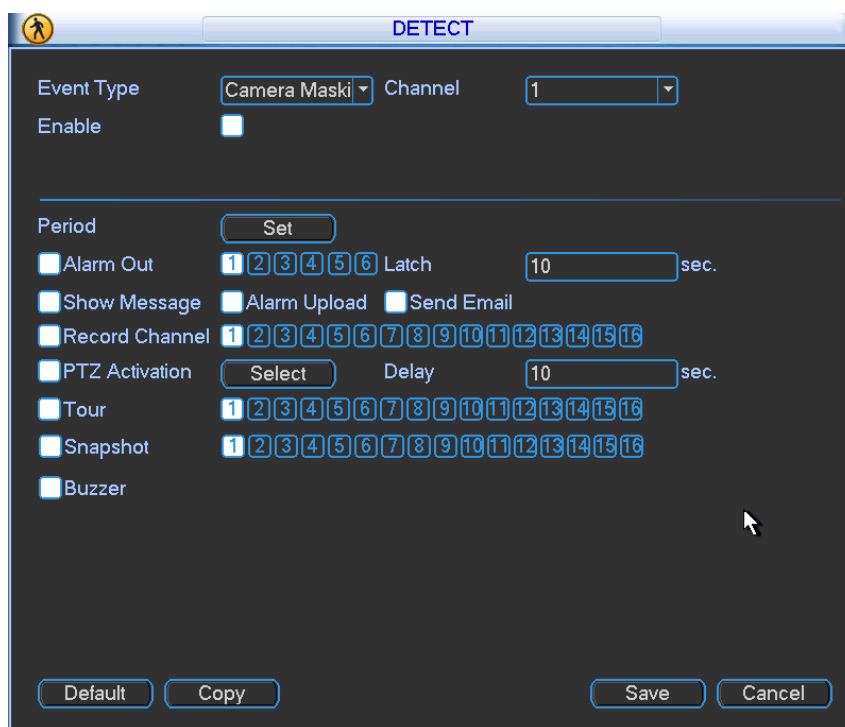 DETECT
Event Type Camera Maski Channel 1
Enable
Period Set
Alarm Out 1 2 3 4 5 6 Latch 10 sec.
Show Message Alarm Upload Send Email
Record Channel 1 2 3 4 5 6 7 8 9 10 11 12 13 14 15 16
PTZ Activation Select Delay 10 sec.
Tour 1 2 3 4 5 6 7 8 9 10 11 12 13 14 15 16
Snapshot 1 2 3 4 5 6 7 8 9 10 11 12 13 14 15 16
Buzzer
Default Copy Save Cancel